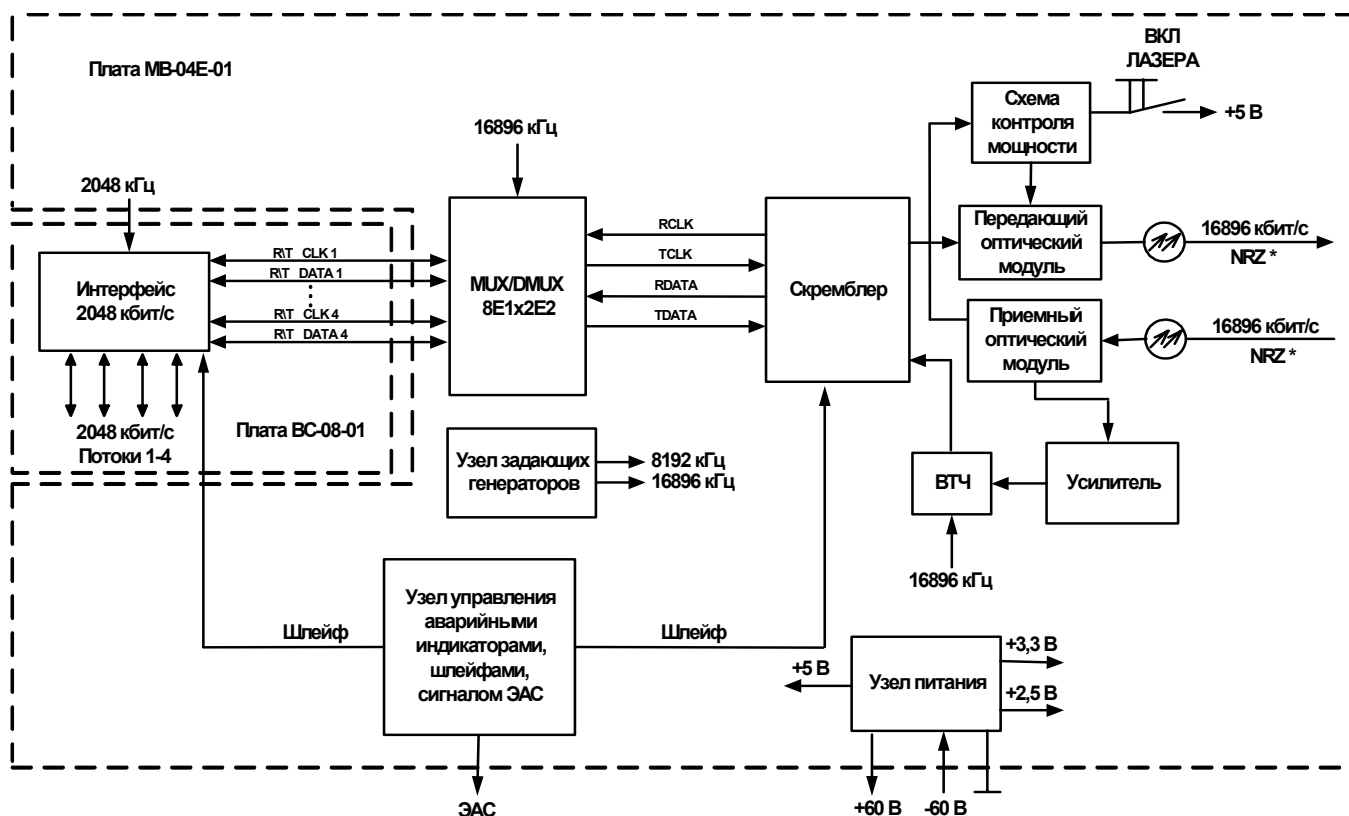 Плата МВ-04Е-01
ВКЛ
ЛАЗЕРА
Схема
контроля
мощности
+5 В
16896 кГц
2048 кГц
Интерфейс
2048 кбит/с
R\T CLK 1
R\T DATA 1
R\T CLK 4
R\T DATA 4
MUX/DMUX
8E1x2E2
RCLK
TCLK
RDATA
TDATA
Скремблер
Передающий
оптический
модуль
16896 кбит/с
NRZ *
Приемный
оптический
модуль
16896 кбит/с
NRZ *
2048 кбит/с
Потоки 1-4
Плата ВС-08-01
Узел задающих
генераторов
8192 кГц
16896 кГц
ВТЧ
Усилитель
16896 кГц
Шлейф
Узел управления
аварийными
индикаторами,
шлейфами,
сигналом ЭАС
Шлейф
+5 В
Узел питания
+3,3 В
+2,5 В
ЭАС
+60 В
-60 В